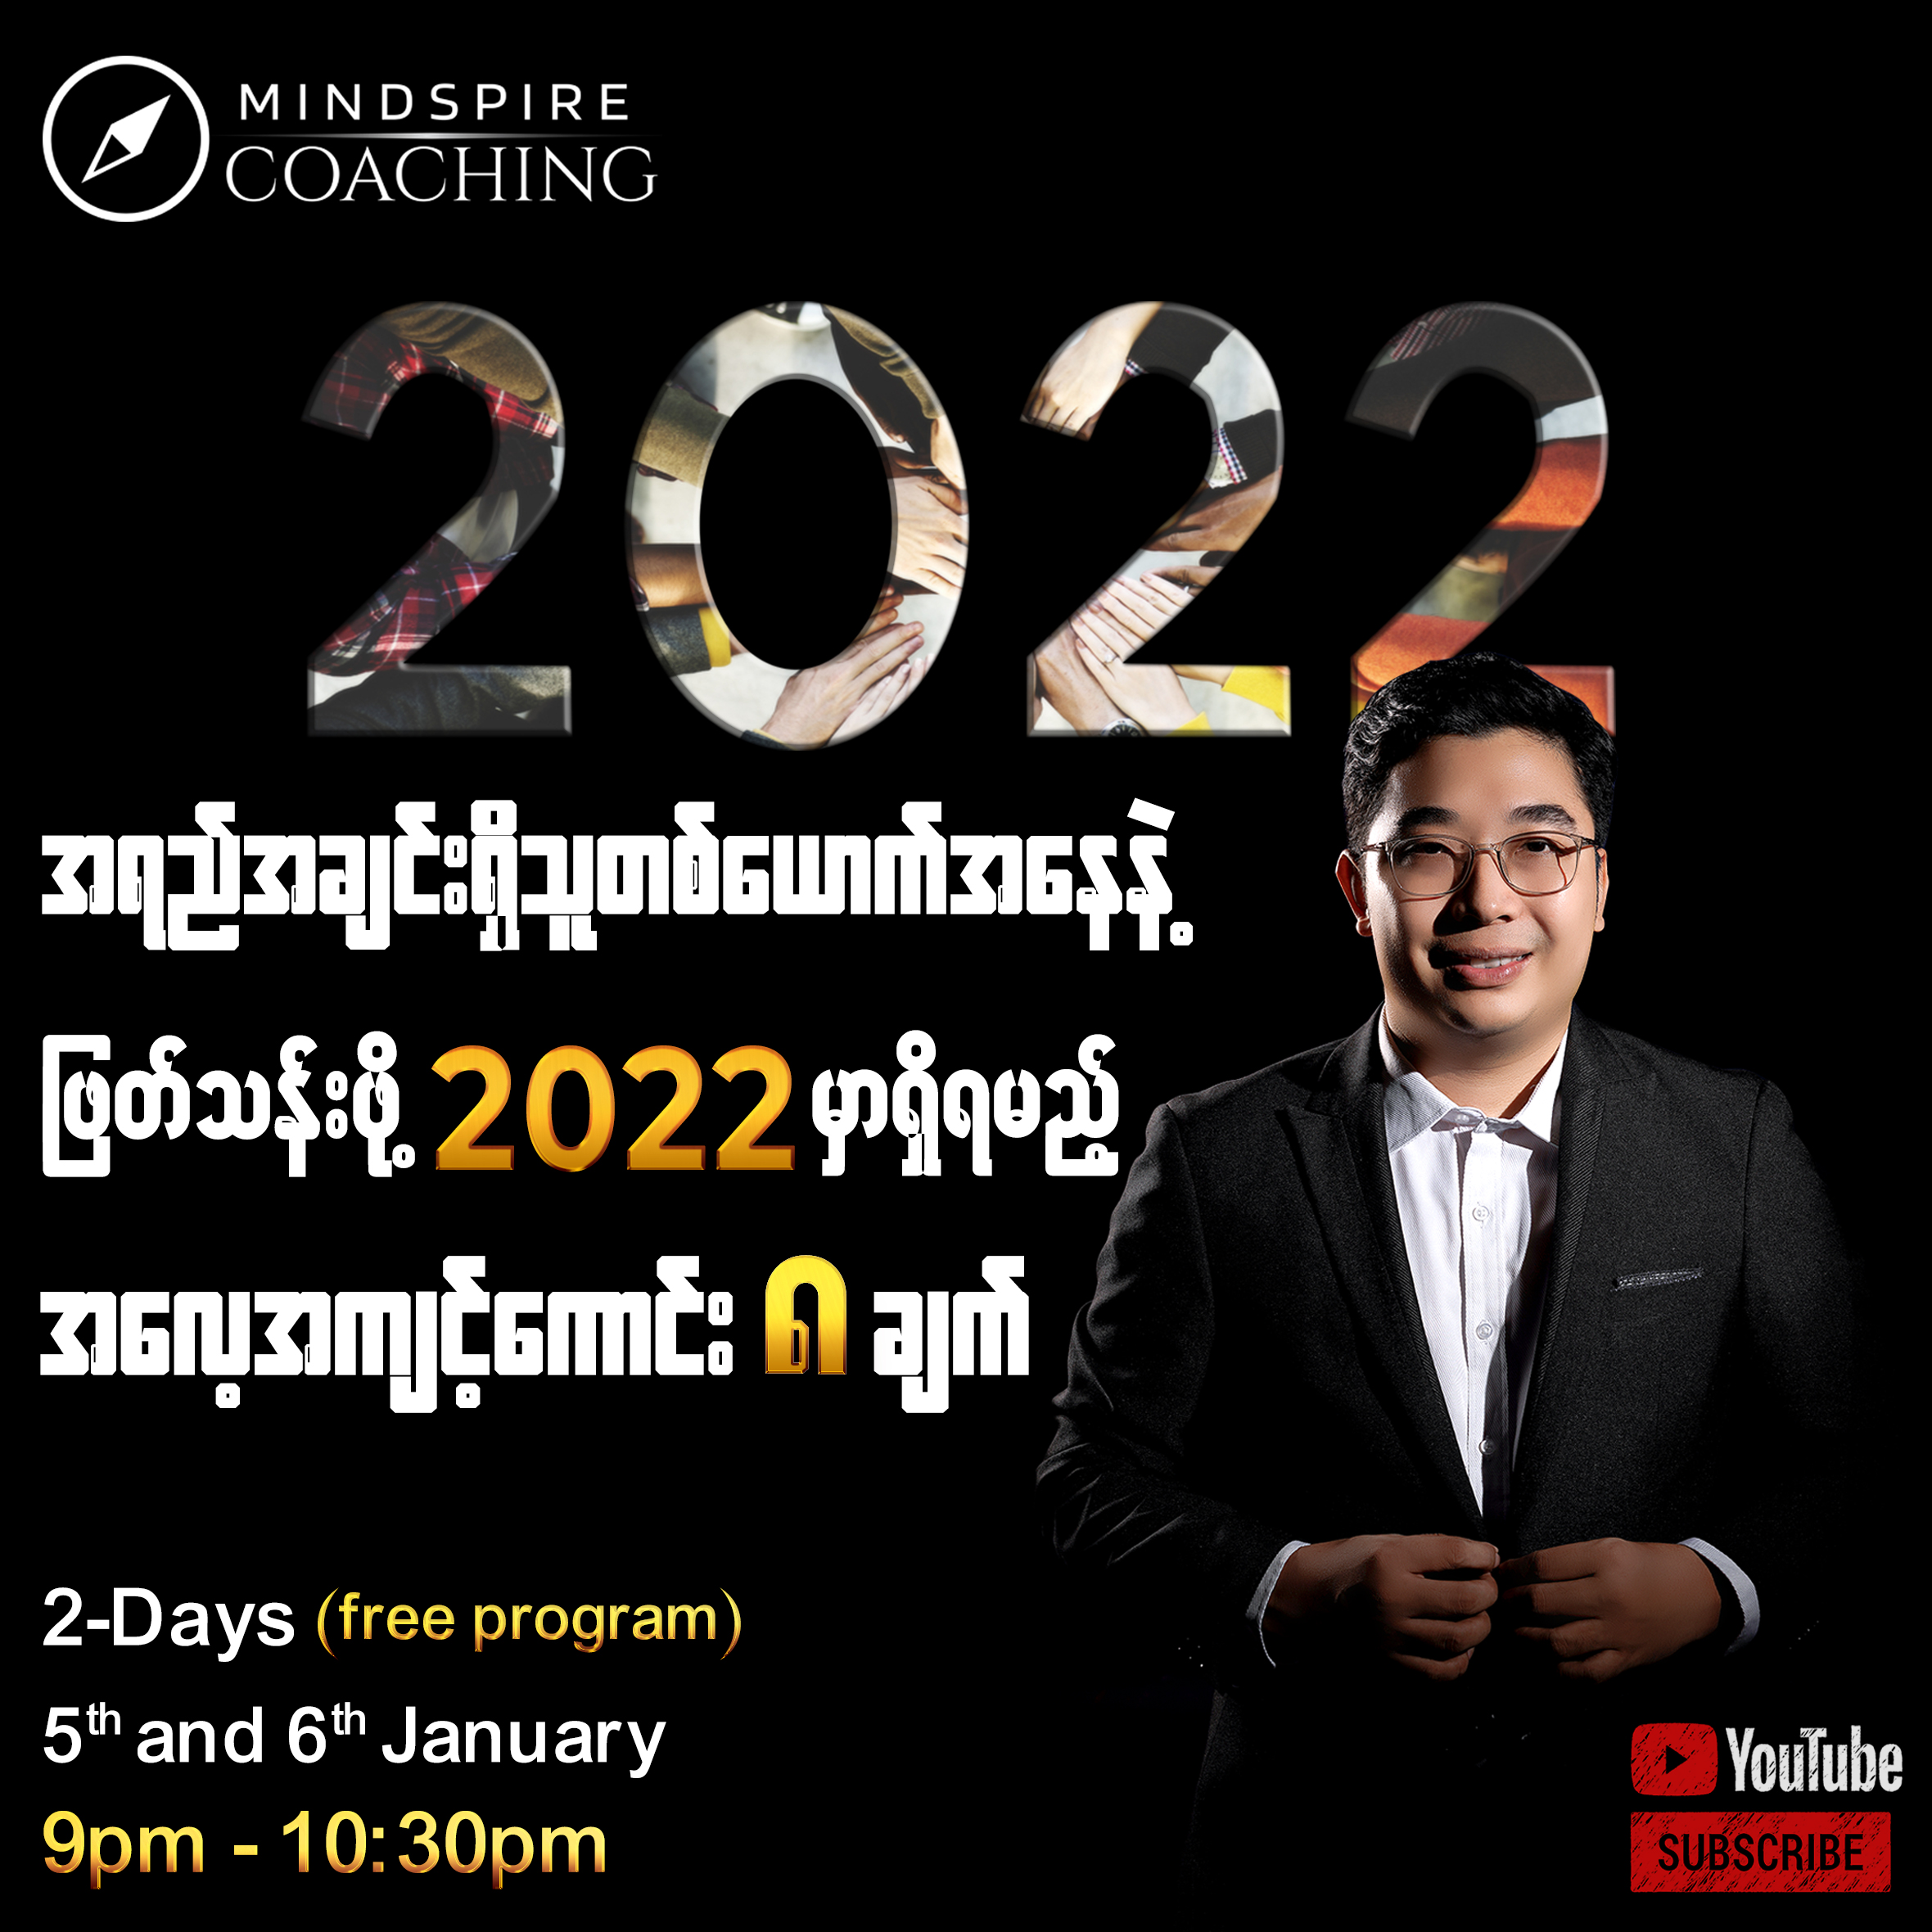 MINDSPIRE
COACHING
2022
အရည်အချင်းရှိသူတစ်ယောက်အနေနဲ့
ဖြတ်သန်းဖို့ 2022 မှာရှိရမည့်
အလေ့အကျင့်ကောင်း ၈ ချက်
2-Days (free program)
5th and 6th January
9pm - 10:30pm
YouTube
SUBSCRIBE